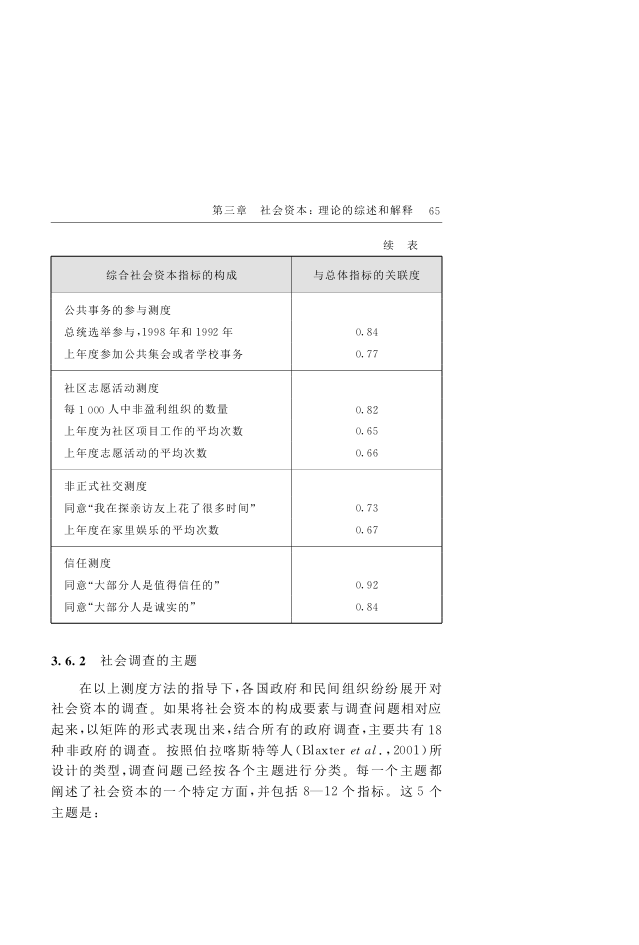 第三章　社会资本：理论的综述和解释　65
续　表
综合社会资本指标的构成　与总体指标的关联度
公共事务的参与测度
总统选举参与，1998 年和 1992 年　0.84
上年度参加公共集会或者学校事务　0.77
社区志愿活动测度
每 1 000 人中非盈利组织的数量　0.82
上年度为社区项目工作的平均次数　0.65
上年度志愿活动的平均次数　0.66
非正式社交测度
同意“我在探亲访友上花了很多时间”　0.73
上年度在家里娱乐的平均次数　0.67
信任测度
同意“大部分人是值得信任的”　0.92
同意“大部分人是诚实的”　0.84
3.6.2　社会调查的主题
在以上测度方法的指导下，各国政府和民间组织纷纷展开对
社会资本的调查。如果将社会资本的构成要素与调查问题相对应
起来，以矩阵的形式表现出来，结合所有的政府调查，主要共有 18
种非政府的调查。按照伯拉喀斯特等人（Blaxter et al.，2001）所
设计的类型，调查问题已经按各个主题进行分类。每一个主题都
阐述了社会资本的一个特定方面，并包括 8—12 个指标。这 5 个
主题是：